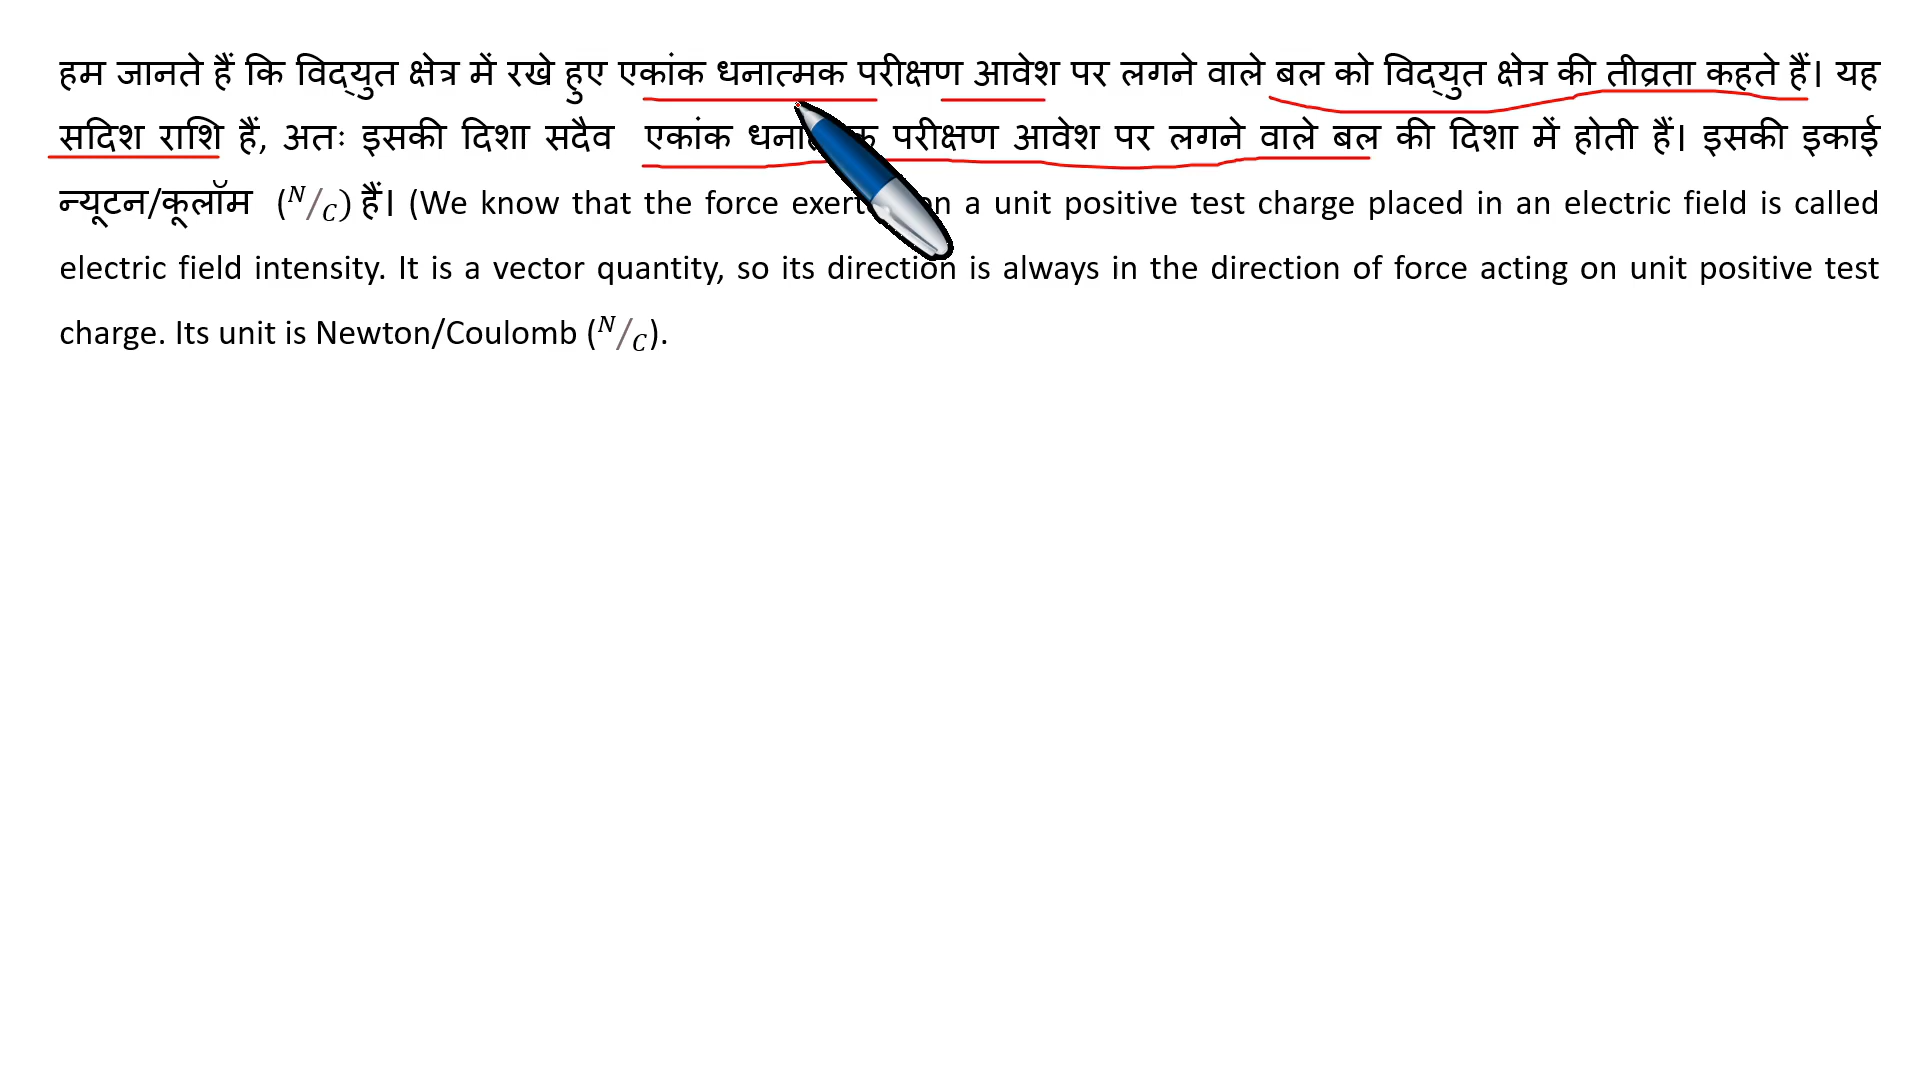 हम जानते हैं कि विद्युत क्षेत्र में रखे हुए एकांक धनात्मक परीक्षण आवेश पर लगने वाले बल को विद्युत क्षेत्र की तीव्रता कहते हैं। यह
सदिश राशि हैं, अतः इसकी दिशा सदैव एकांक परीक्षण आवेश पर लगने वाले बल की दिशा में होती हैं। इसकी इकाई
न्यूटन/कूलॉम (N/C) हैं। (We know that the force on a unit positive test charge placed in an electric field is called
electric field intensity. It is a vector quantity, so its direction is always in the direction of force acting on unit positive test
charge. Its unit is Newton/Coulomb (N/C).